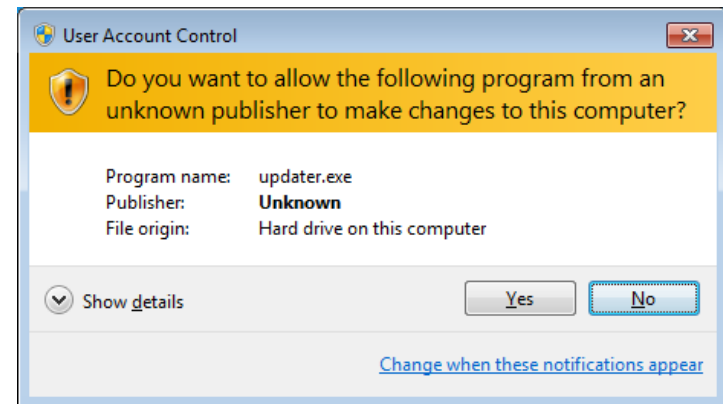 User Account Control
Do you want to allow the following program from an
unknown publisher to make changes to this computer?
Program name: updater.exe
Publisher: Unknown
File origin: Hard drive on this computer
Show details
Yes
No
Change when these notifications appear